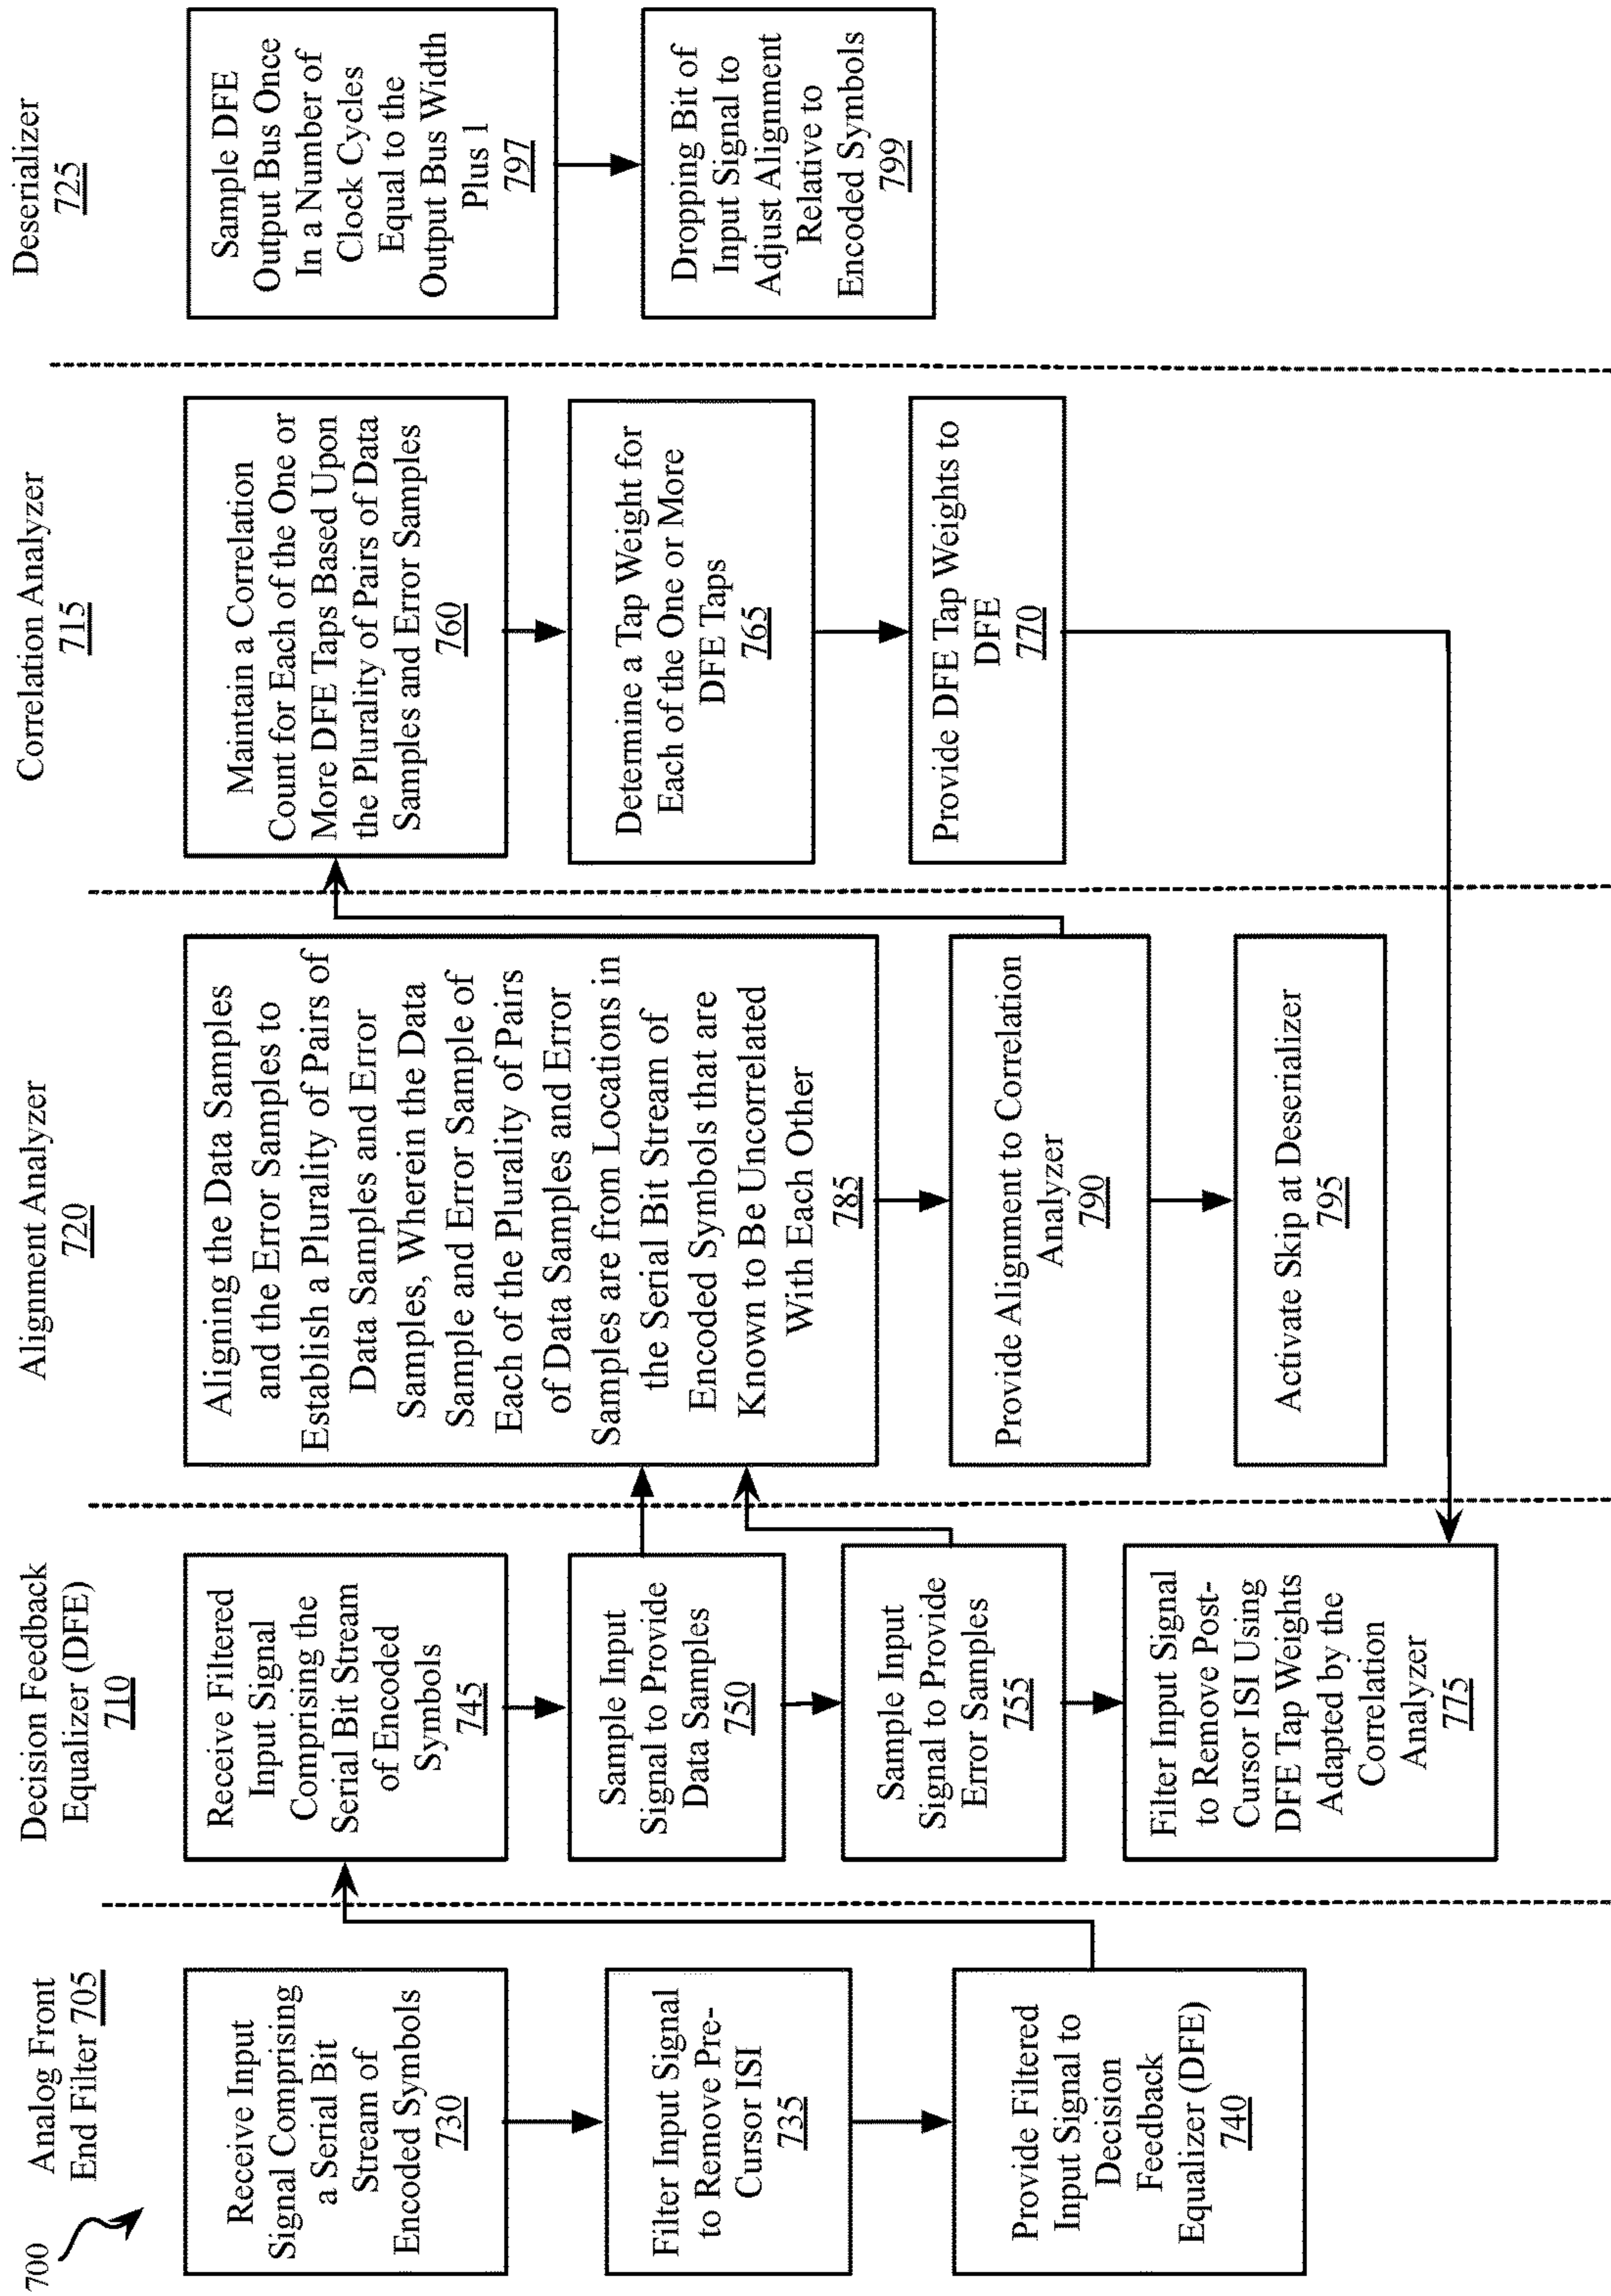 700
Analog Front
End Filter 705
Receive Input
Signal Comprising
a Serial Bit
Stream of
Encoded Symbols
730
Filter Input Signal
to Remove Pre-
Cursor ISI
735
Provide Filtered
Input Signal to
Decision
Feedback
Equalizer (DFE)
740
Decision Feedback
Equalizer (DFE)
710
Receive Filtered
Input Signal
Comprising the
Serial Bit Stream
of Encoded
Symbols
745
Sample Input
Signal to Provide
Data Samples
750
Sample Input
Signal to Provide
Error Samples
755
Filter Input Signal
to Remove Post-
Cursor ISI Using
DFE Tap Weights
Adapted by the
Correlation
Analyzer
775
Alignment Analyzer
720
Aligning the Data Samples
and the Error Samples to
Establish a Plurality of Pairs of
Data Samples and Error
Samples, Wherein the Data
Sample and Error Sample of
Each of the Plurality of Pairs
of Data Samples and Error
Samples are from Locations in
the Serial Bit Stream of
Encoded Symbols that are
Known to Be Uncorrelated
With Each Other
785
Provide Alignment to Correlation
Analyzer
790
Activate Skip at Deserializer
795
Correlation Analyzer
715
Maintain a Correlation
Count for Each of the One or
More DFE Taps Based Upon
the Plurality of Pairs of Data
Samples and Error Samples
760
Determine a Tap Weight for
Each of the One or More
DFE Taps
765
Provide DFE Tap Weights to
DFE
770
Deserializer
725
Sample DFE
Output Bus Once
In a Number of
Clock Cycles
Equal to the
Output Bus Width
Plus 1
797
Dropping Bit of
Input Signal to
Adjust Alignment
Relative to
Encoded Symbols
799